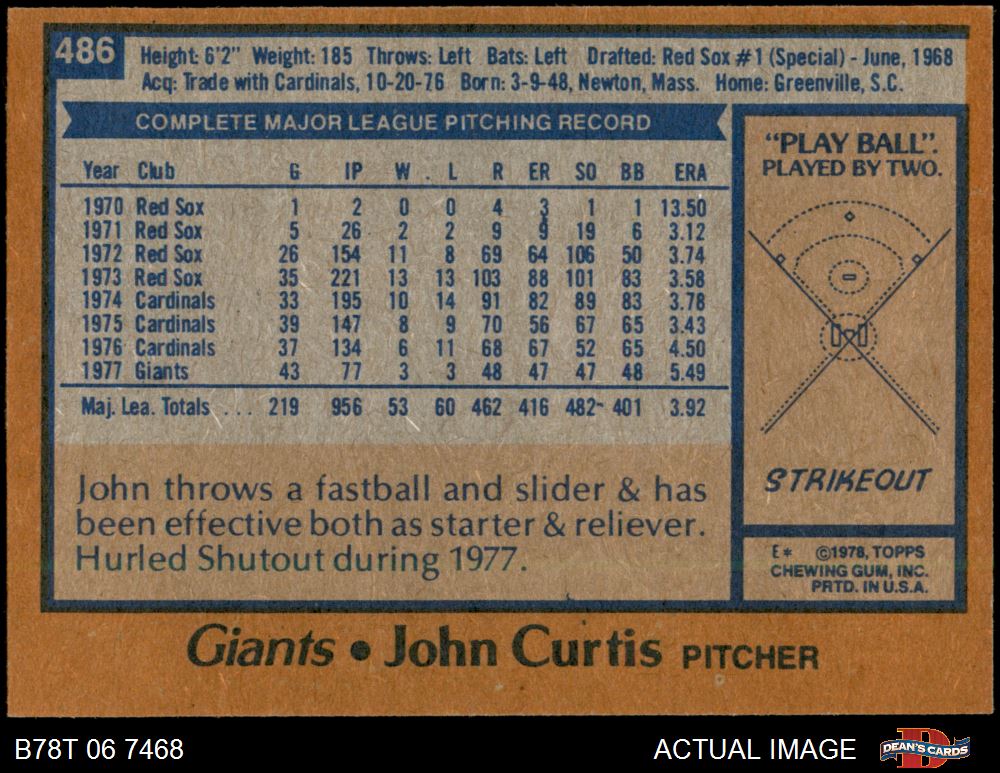 486
Height: 6'2" Weight: 185 Throws: Left Bats: Left Drafted: Red Sox #1 (Special) - June, 1968
Acq: Trade with Cardinals, 10-20-76 Born: 3-9-48, Newton, Mass. Home: Greenville, S.C.
COMPLETE MAJOR LEAGUE PITCHING RECORD
Year Club G IP W L R ER SO BB ERA
1970 Red Sox 1 2 0 0 4 3 1 1 13.50
1971 Red Sox 5 26 2 2 9 9 19 6 3.12
1972 Red Sox 26 154 11 8 69 64 106 50 3.74
1973 Red Sox 35 221 13 13 103 88 101 83 3.58
1974 Cardinals 33 195 10 14 91 82 89 83 3.78
1975 Cardinals 39 147 8 9 70 56 67 65 3.43
1976 Cardinals 37 134 6 11 68 67 52 65 4.50
1977 Giants 43 77 3 3 48 47 47 48 5.49
Maj. Lea. Totals ... 219 956 53 60 462 416 482 401 3.92
John throws a fastball and slider & has
been effective both as starter & reliever.
Hurled Shutout during 1977.
"PLAY BALL".
PLAYED BY TWO.
STRIKEOUT
E* ©1978, TOPPS
CHEWING GUM, INC.
PRTD. IN U.S.A.
Giants • John Curtis PITCHER
B78T 06 7468
ACTUAL IMAGE
DEAN'S CARDS